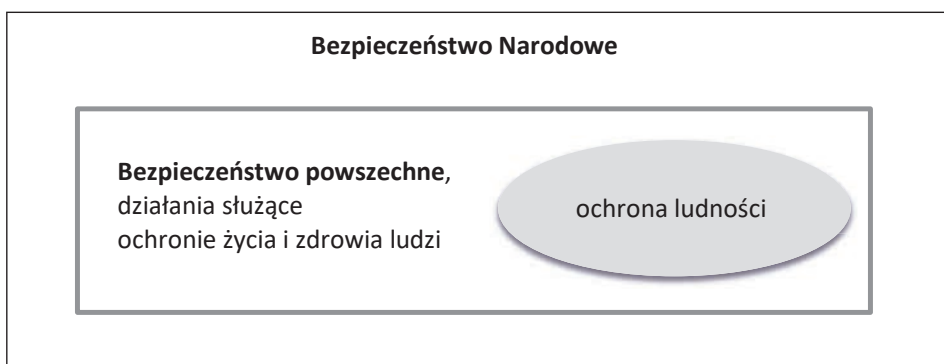 Bezpieczeństwo Narodowe
Bezpieczeństwo powszechne,
działania służące
ochronie życia i zdrowia ludzi
ochrona ludności